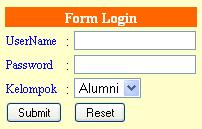 Form Login
UserName :
Password :
Kelompok : Alumni
Submit Reset